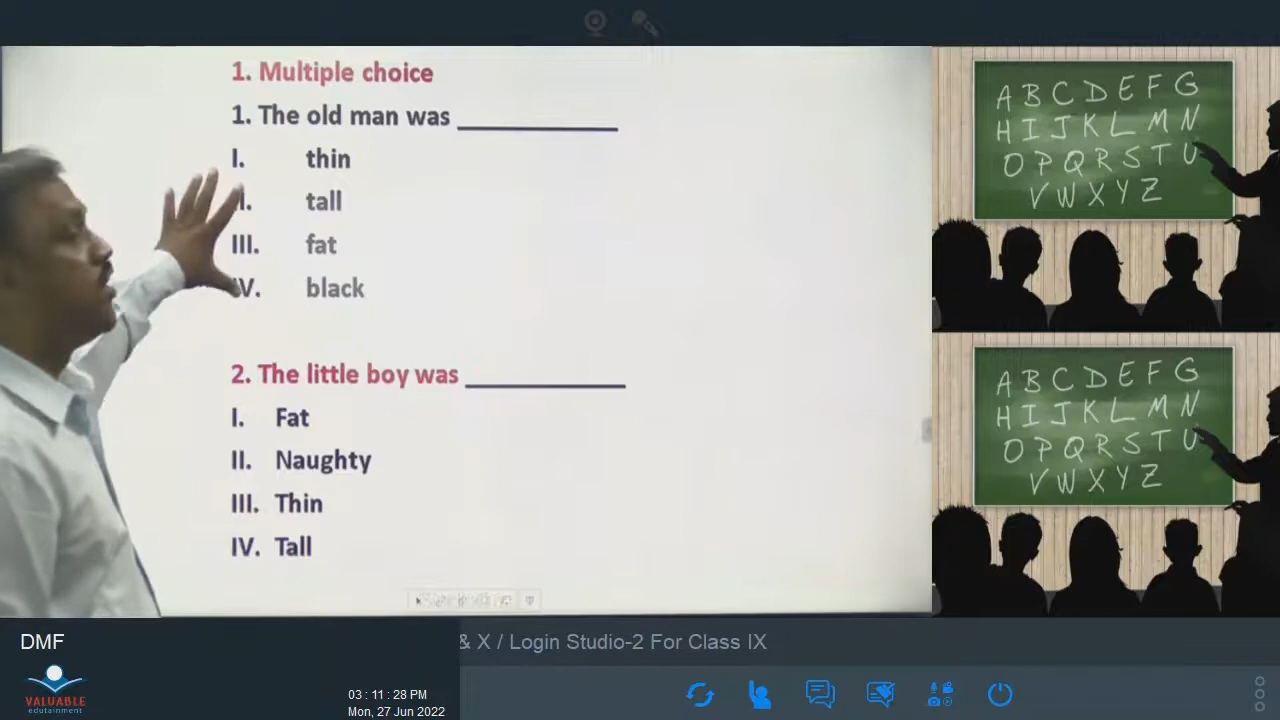 1. Multiple choice
1. The old man was ____________
I. thin
I. tall
III. fat
IV. black
2. The little boy was ____________
I. Fat
II. Naughty
III. Thin
IV. Tall
A B C D E F G
H I J K L M N
O P Q R S T U
V W X Y Z
A B C D E F G
H I J K L M N
O P Q R S T U
V W X Y Z
DMF
& X / Login Studio-2 For Class IX
VALUABLE
edutainment
03 : 11 : 28 PM
Mon, 27 Jun 2022